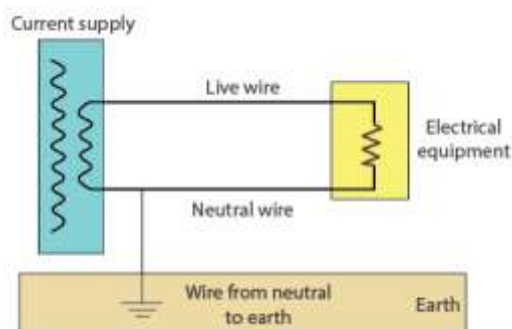 Current supply
Live wire
Electrical
equipment
Neutral wire
Wire from neutral
to earth
Earth